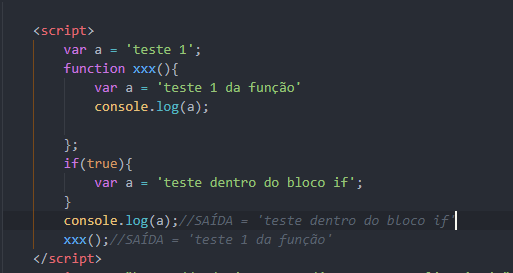 <script>
var a = 'teste 1';
function xxx(){
var a = 'teste 1 da função'
console.log(a);
};
if(true){
var a = 'teste dentro do bloco if';
}
console.log(a);//SAÍDA = 'teste dentro do bloco if'
xxx();//SAÍDA = 'teste 1 da função'
</script>